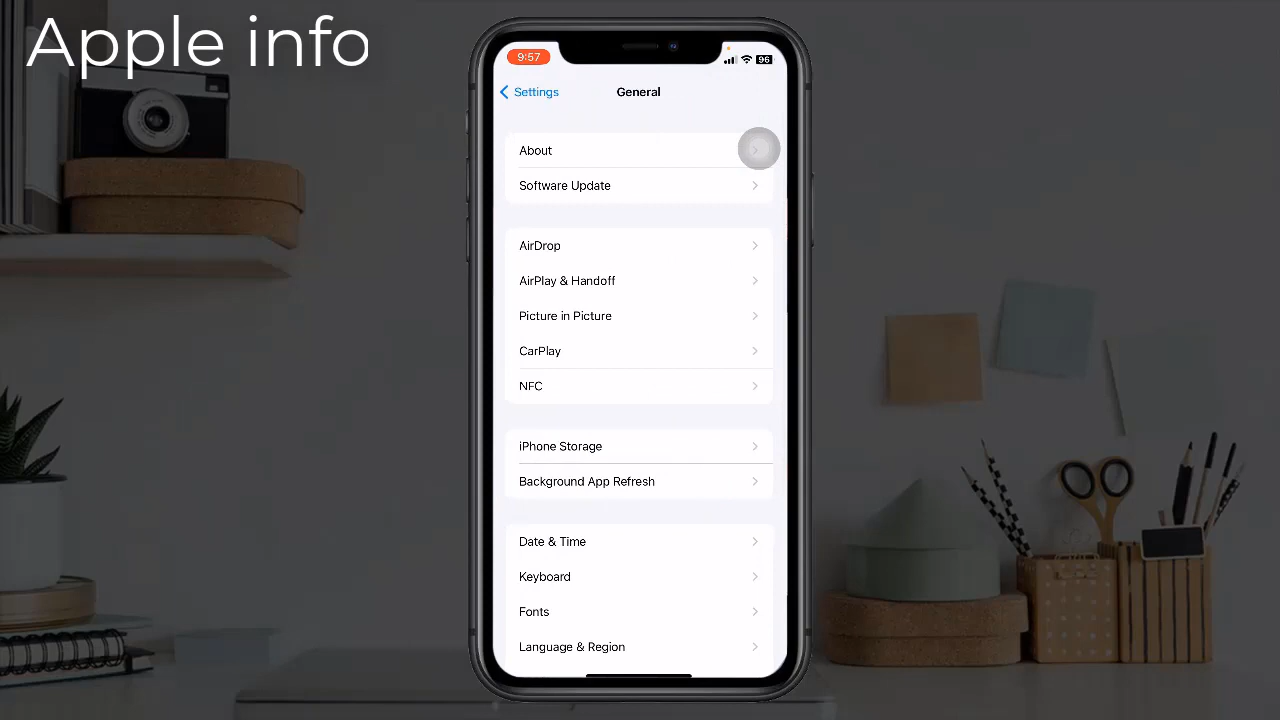 Apple info
9:57
96
Settings
General
About
Software Update
AirDrop
AirPlay & Handoff
Picture in Picture
CarPlay
NFC
iPhone Storage
Background App Refresh
Date & Time
Keyboard
Fonts
Language & Region